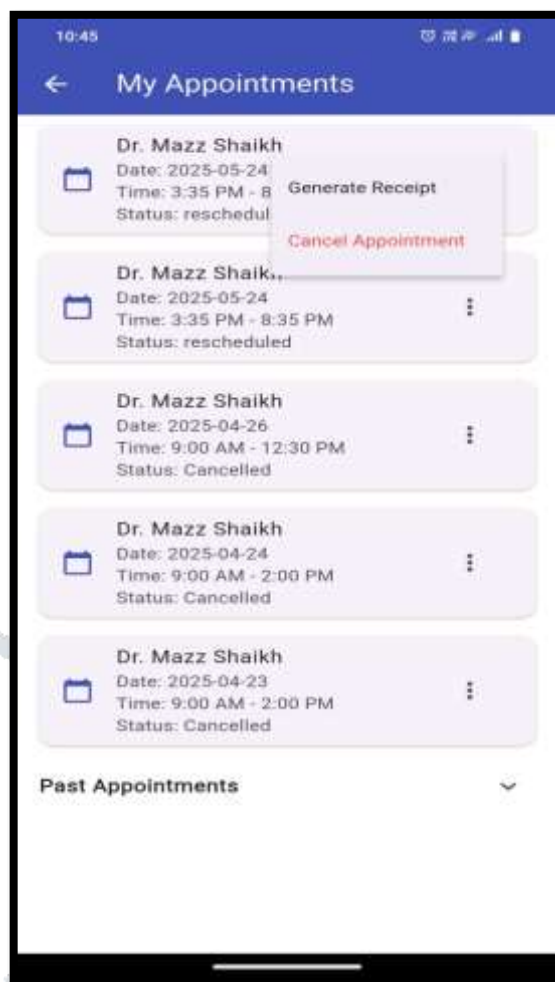 10:45
My Appointments
Dr. Mazz Shaikh
Date: 2025-05-24
Time: 3:35 PM - 8
Status: reschedul
Generate Receipt
Cancel Appointment
Dr. Mazz Shaikh
Date: 2025-05-24
Time: 3:35 PM - 8:35 PM
Status: rescheduled
Dr. Mazz Shaikh
Date: 2025-04-26
Time: 9:00 AM - 12:30 PM
Status: Cancelled
Dr. Mazz Shaikh
Date: 2025-04-24
Time: 9:00 AM - 2:00 PM
Status: Cancelled
Dr. Mazz Shaikh
Date: 2025-04-23
Time: 9:00 AM - 2:00 PM
Status: Cancelled
Past Appointments